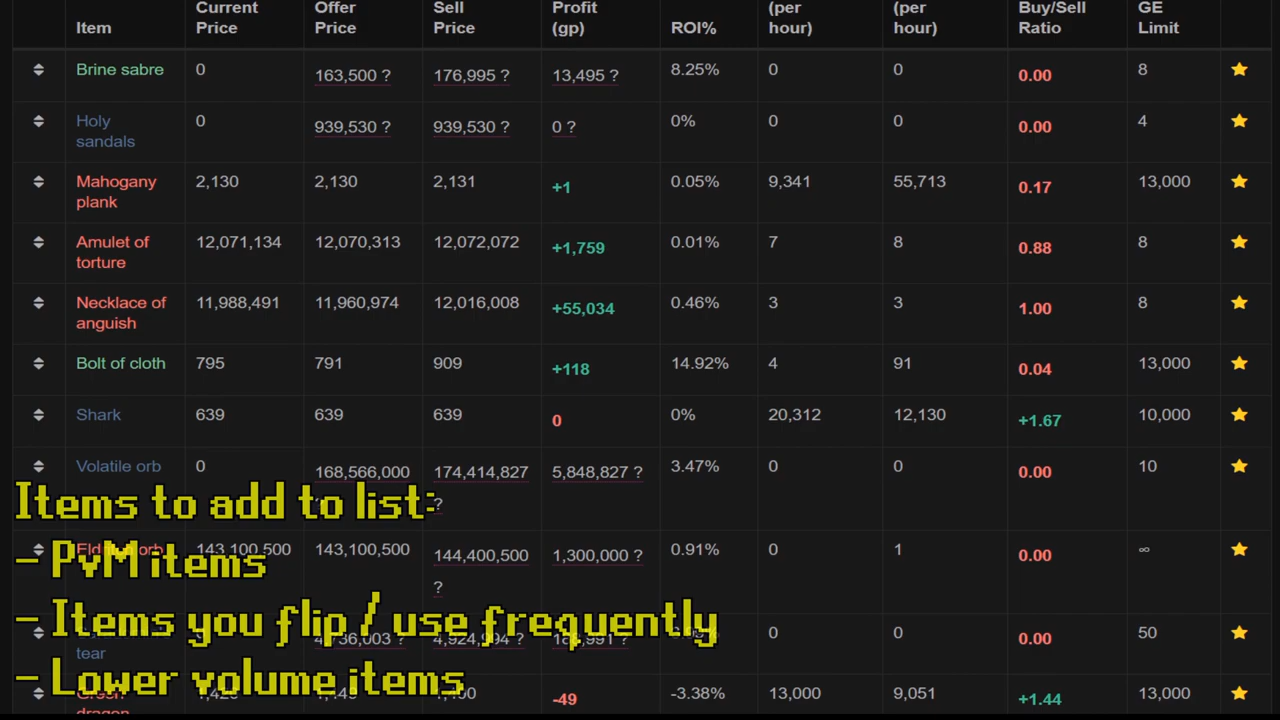 Item Current Price Offer Price Sell Price Profit (gp) ROI% (per hour) (per hour) Buy/Sell Ratio GE Limit
Brine sabre 0 163,500 ? 176,995 ? 13,495 ? 8.25% 0 0 0.00 8
Holy sandals 0 939,530 ? 939,530 ? 0 ? 0% 0 0 0.00 4
Mahogany plank 2,130 2,130 2,131 +1 0.05% 9,341 55,713 0.17 13,000
Amulet of torture 12,071,134 12,070,313 12,072,072 +1,759 0.01% 7 8 0.88 8
Necklace of anguish 11,988,491 11,960,974 12,016,008 +55,034 0.46% 3 3 1.00 8
Bolt of cloth 795 791 909 +118 14.92% 4 91 0.04 13,000
Shark 639 639 639 0 0% 20,312 12,130 +1.67 10,000
Volatile orb 0 168,566,000 174,414,827 ? 5,848,827 ? 3.47% 0 0 0.00 10
Items to add to list:
orb 143,100,500 143,100,500 144,400,500 ? 1,300,000 ? 0.91% 0 1 0.00 ∞
- PvM items
- Items you flip / use frequently
tear 0 0 0.00 50
- Lower volume items
-49 -3.38% 13,000 9,051 +1.44 13,000